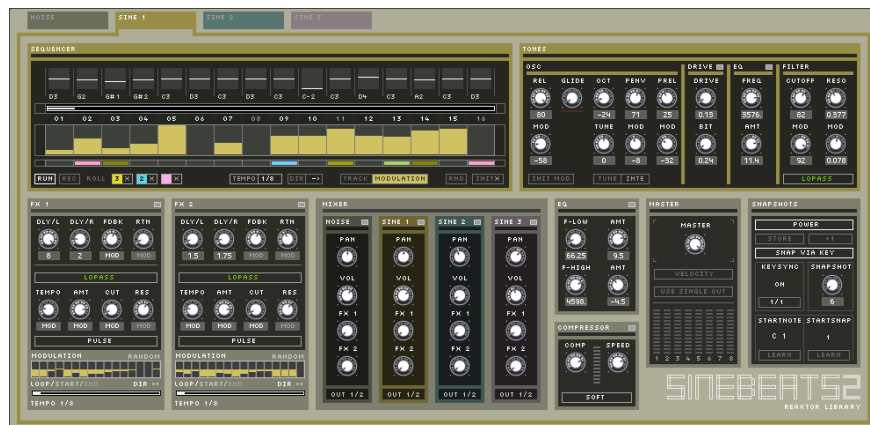 NOISE SINE 1 SINE 2 SINE 3
SEQUENCER
D3 G2 G#1 G#2 C3 D3 C3 C3 C-2 D4 C3 A2 C3 D3
01 02 03 04 05 06 07 08 09 10 11 12 13 14 15 16
RUN REC ROLL 3 X 2 X X TEMPO 1/8 DIR -> TRACK MODULATION RND INIT X
TONES
OSC DRIVE EQ FILTER
REL GLIDE OCT PENV PREL DRIVE FREQ CUTOFF RESO
80 -24 71 25 0.13 3576. 82 0.377
MOD TUNE MOD MOD BIT AMT MOD MOD
-58 0 -8 -32 0.24 11.4 92 0.078
INIT MOD TUNE INTE LOPASS
FX 1
DLY/L DLY/R FDBK RTN
8 2 MOD MOD
LOPASS
TEMPO AMT CUT RES
MOD MOD MOD MOD
PULSE
MODULATION RANDOM
LOOP/START/END DIR ->
TEMPO 1/8
FX 2
DLY/L DLY/R FDBK RTN
1.5 1.75 MOD MOD
LOPASS
TEMPO AMT CUT RES
MOD MOD MOD MOD
PULSE
MODULATION RANDOM
LOOP/START/END DIR ->
TEMPO 1/8
MIXER
NOISE SINE 1 SINE 2 SINE 3
PAN PAN PAN PAN
VOL VOL VOL VOL
FX 1 FX 1 FX 1 FX 1
FX 2 FX 2 FX 2 FX 2
OUT 1/2 OUT 1/2 OUT 1/2 OUT 1/2
EQ
F-LOW AMT
66.25 9.5
F-HIGH AMT
4598. -4.5
COMPRESSOR
COMP SPEED
SOFT
MASTER
MASTER
VELOCITY
USE SINGLE OUT
1 2 3 4 5 6 7 8
SNAPSHOTS
POWER
STORE +1
SNAP VIA KEY
KEYSYNC SNAPSHOT
ON
1/1 6
STARTNOTE STARTSNAP
C 1 1
LEARN LEARN
SINEBEATS2
REAKTOR LIBRARY